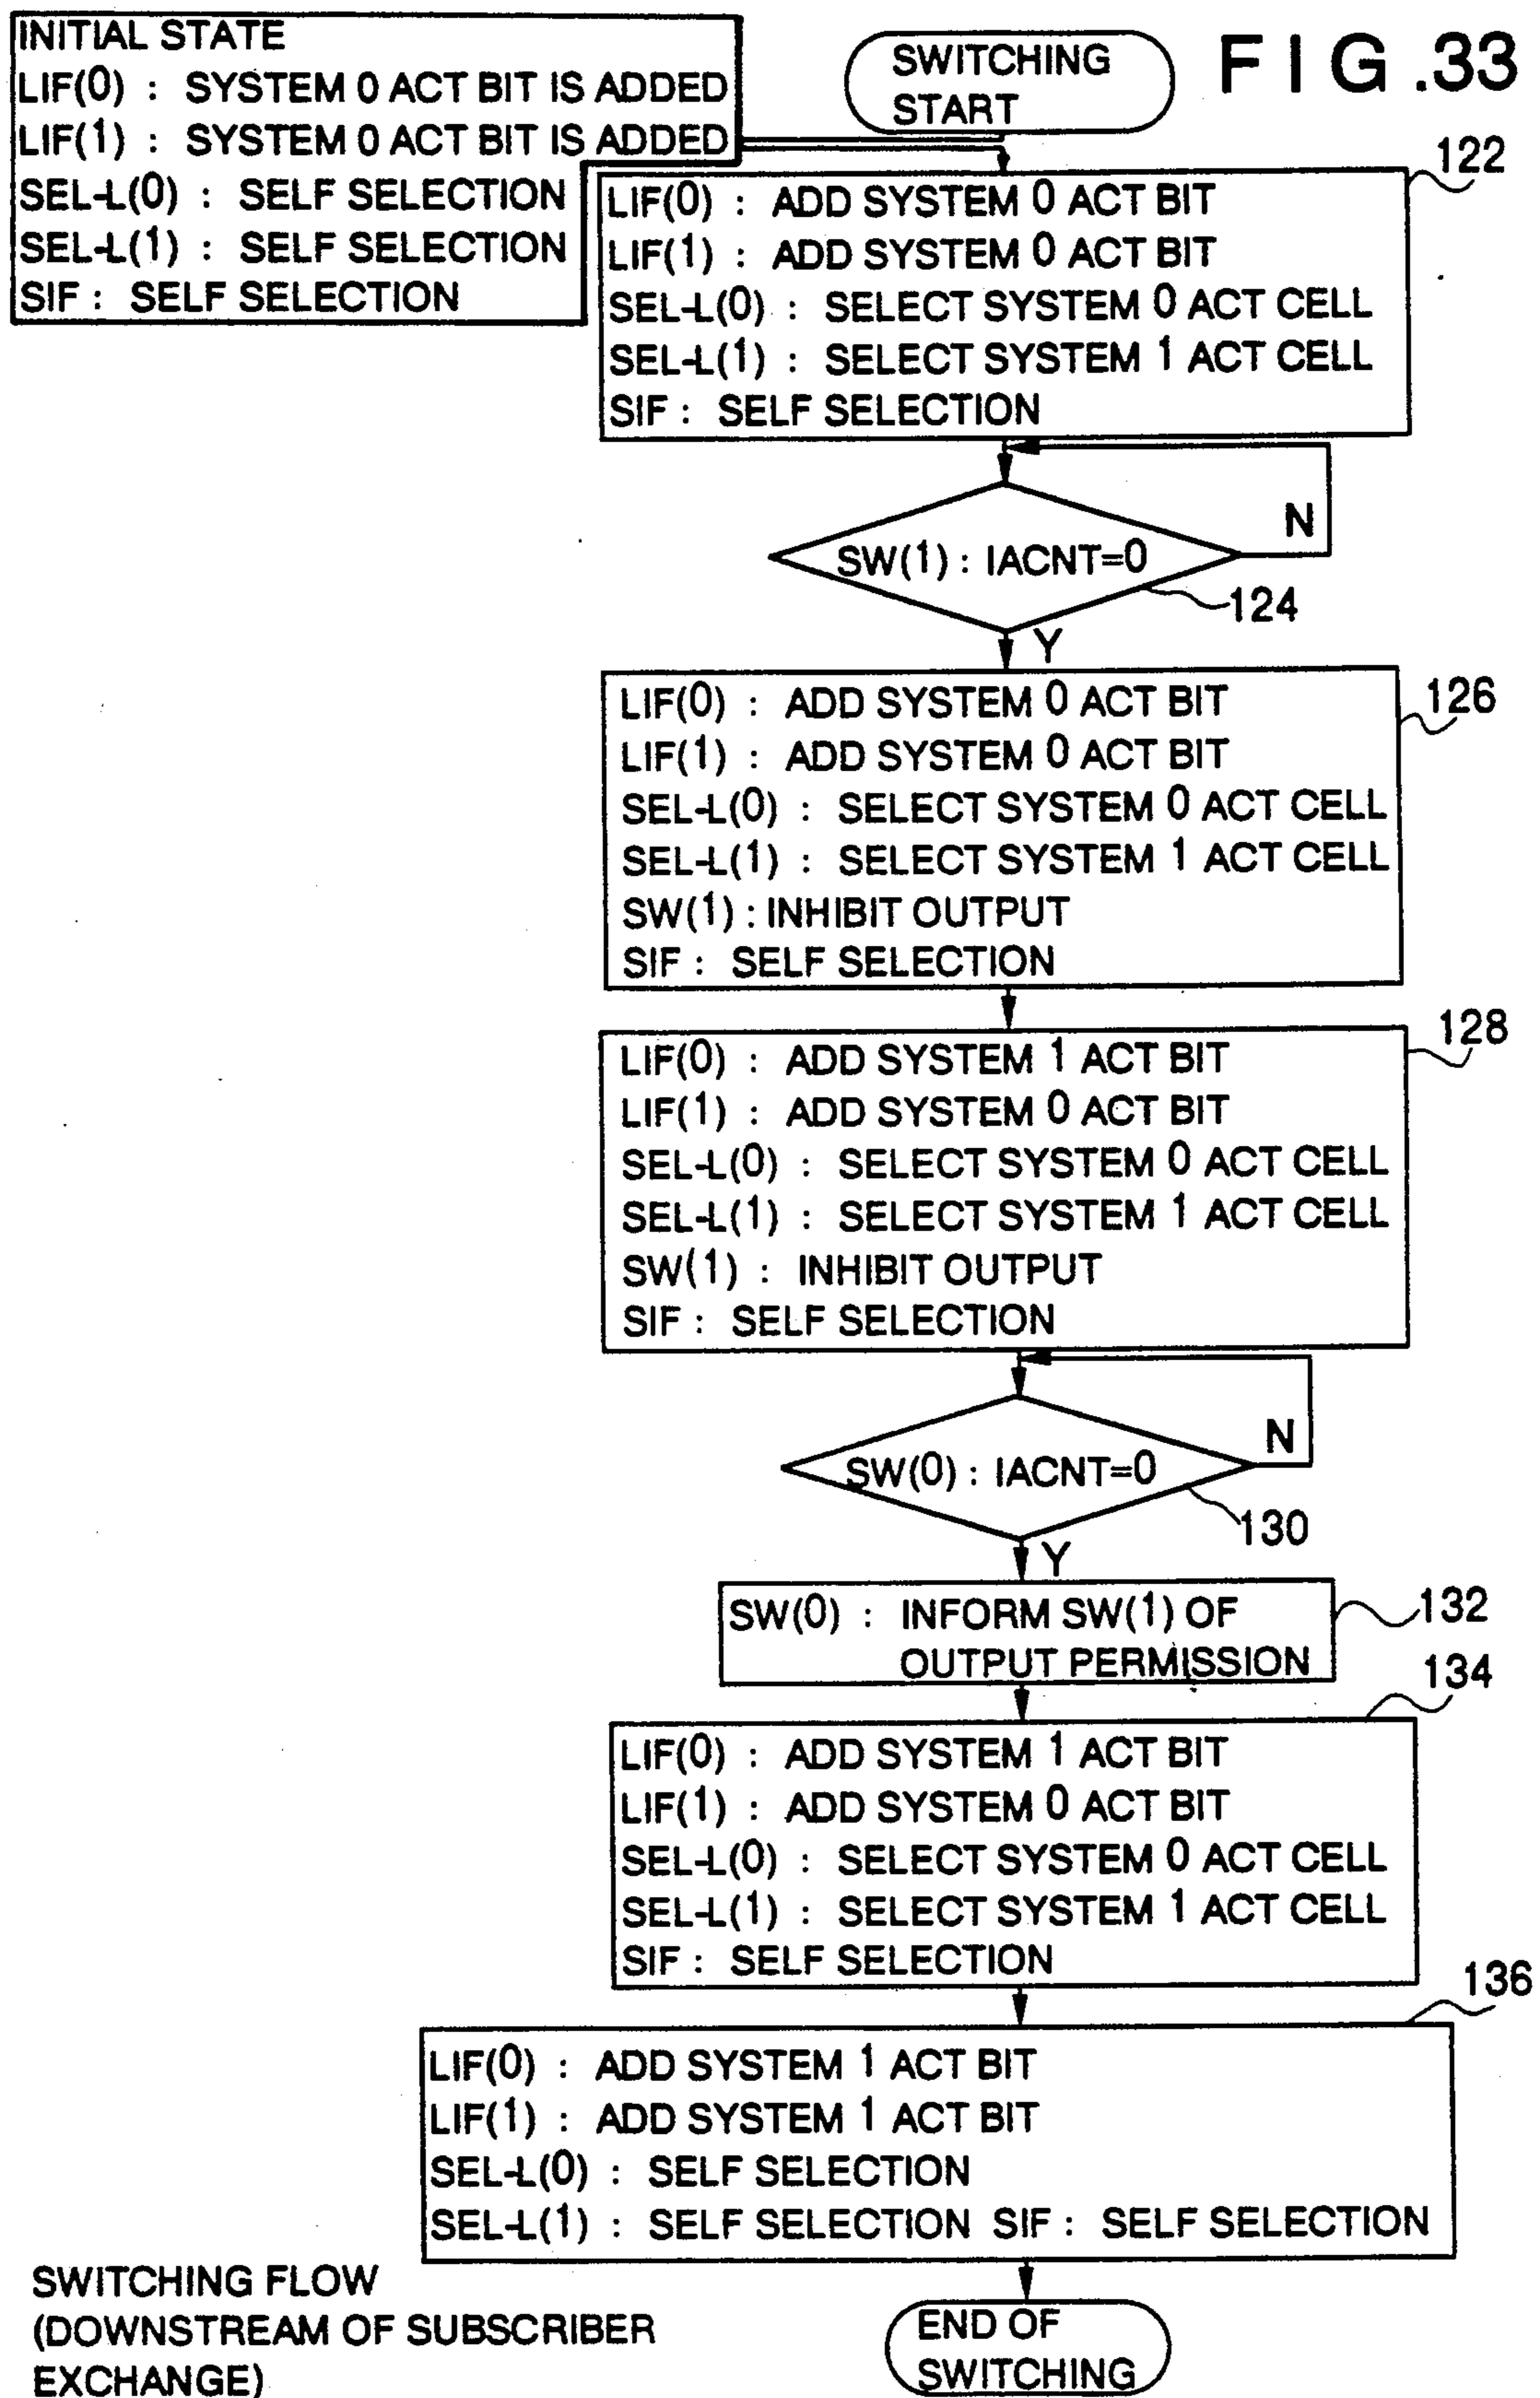 INITIAL STATE
LIF(0) : SYSTEM 0 ACT BIT IS ADDED
LIF(1) : SYSTEM 0 ACT BIT IS ADDED
SEL-L(0) : SELF SELECTION
SEL-L(1) : SELF SELECTION
SIF : SELF SELECTION
SWITCHING
START
FIG.33
122
LIF(0) : ADD SYSTEM 0 ACT BIT
LIF(1) : ADD SYSTEM 0 ACT BIT
SEL-L(0) : SELECT SYSTEM 0 ACT CELL
SEL-L(1) : SELECT SYSTEM 1 ACT CELL
SIF : SELF SELECTION
N
SW(1) : IACNT=0
124
Y
126
LIF(0) : ADD SYSTEM 0 ACT BIT
LIF(1) : ADD SYSTEM 0 ACT BIT
SEL-L(0) : SELECT SYSTEM 0 ACT CELL
SEL-L(1) : SELECT SYSTEM 1 ACT CELL
SW(1) : INHIBIT OUTPUT
SIF : SELF SELECTION
128
LIF(0) : ADD SYSTEM 1 ACT BIT
LIF(1) : ADD SYSTEM 0 ACT BIT
SEL-L(0) : SELECT SYSTEM 0 ACT CELL
SEL-L(1) : SELECT SYSTEM 1 ACT CELL
SW(1) : INHIBIT OUTPUT
SIF : SELF SELECTION
N
SW(0) : IACNT=0
130
Y
132
SW(0) : INFORM SW(1) OF
OUTPUT PERMISSION
134
LIF(0) : ADD SYSTEM 1 ACT BIT
LIF(1) : ADD SYSTEM 0 ACT BIT
SEL-L(0) : SELECT SYSTEM 0 ACT CELL
SEL-L(1) : SELECT SYSTEM 1 ACT CELL
SIF : SELF SELECTION
136
LIF(0) : ADD SYSTEM 1 ACT BIT
LIF(1) : ADD SYSTEM 1 ACT BIT
SEL-L(0) : SELF SELECTION
SEL-L(1) : SELF SELECTION SIF : SELF SELECTION
SWITCHING FLOW
(DOWNSTREAM OF SUBSCRIBER
EXCHANGE)
END OF
SWITCHING